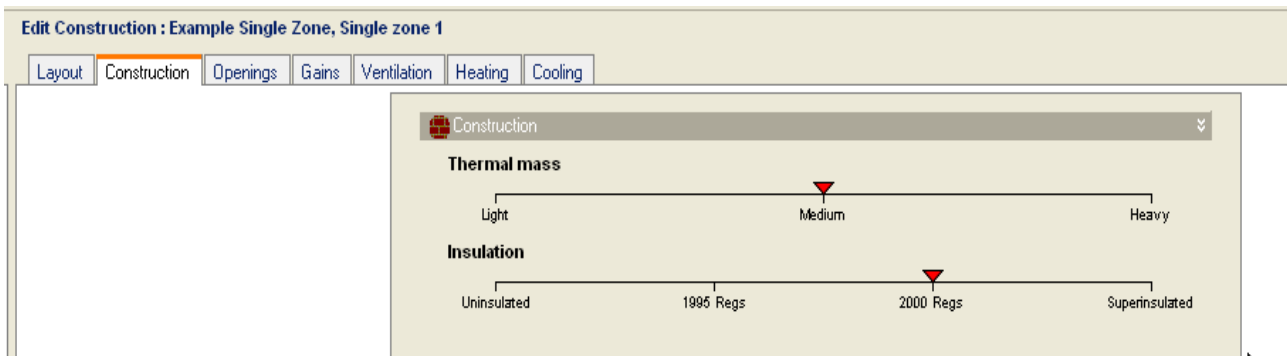 Edit Construction : Example Single Zone, Single zone 1
Layout Construction Openings Gains Ventilation Heating Cooling
Construction
Thermal mass
Light Medium Heavy
Insulation
Uninsulated 1995 Regs 2000 Regs Superinsulated